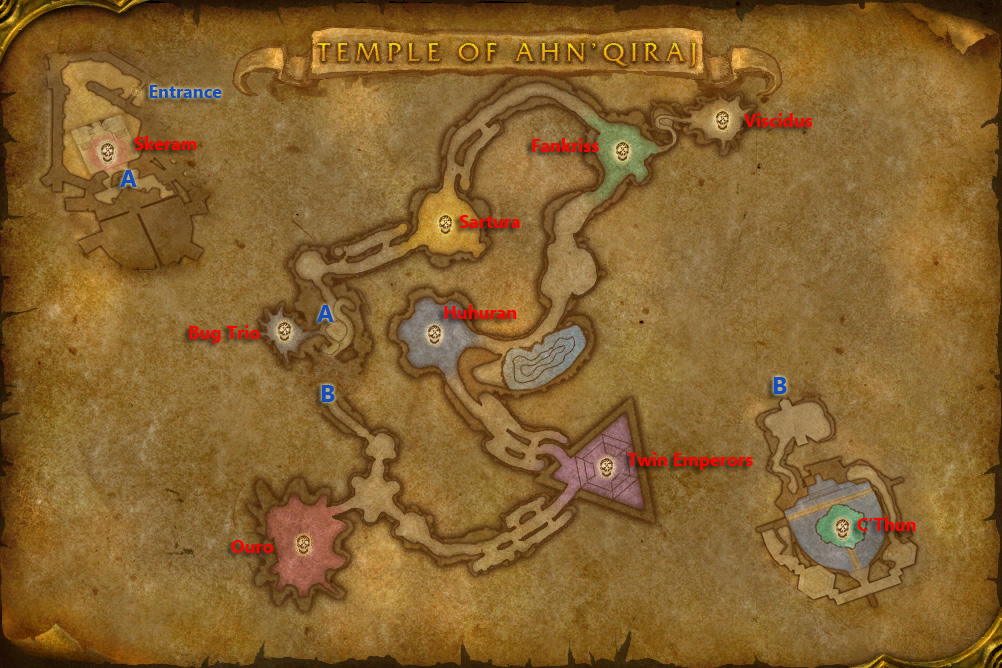 TEMPLE OF AHN'QIRAJ
Entrance
Viscidus
Skeram
Fankriss
A
Sartura
A
Huhuran
Bug Trio
B
B
Twin Emperors
C'Thun
Ouro